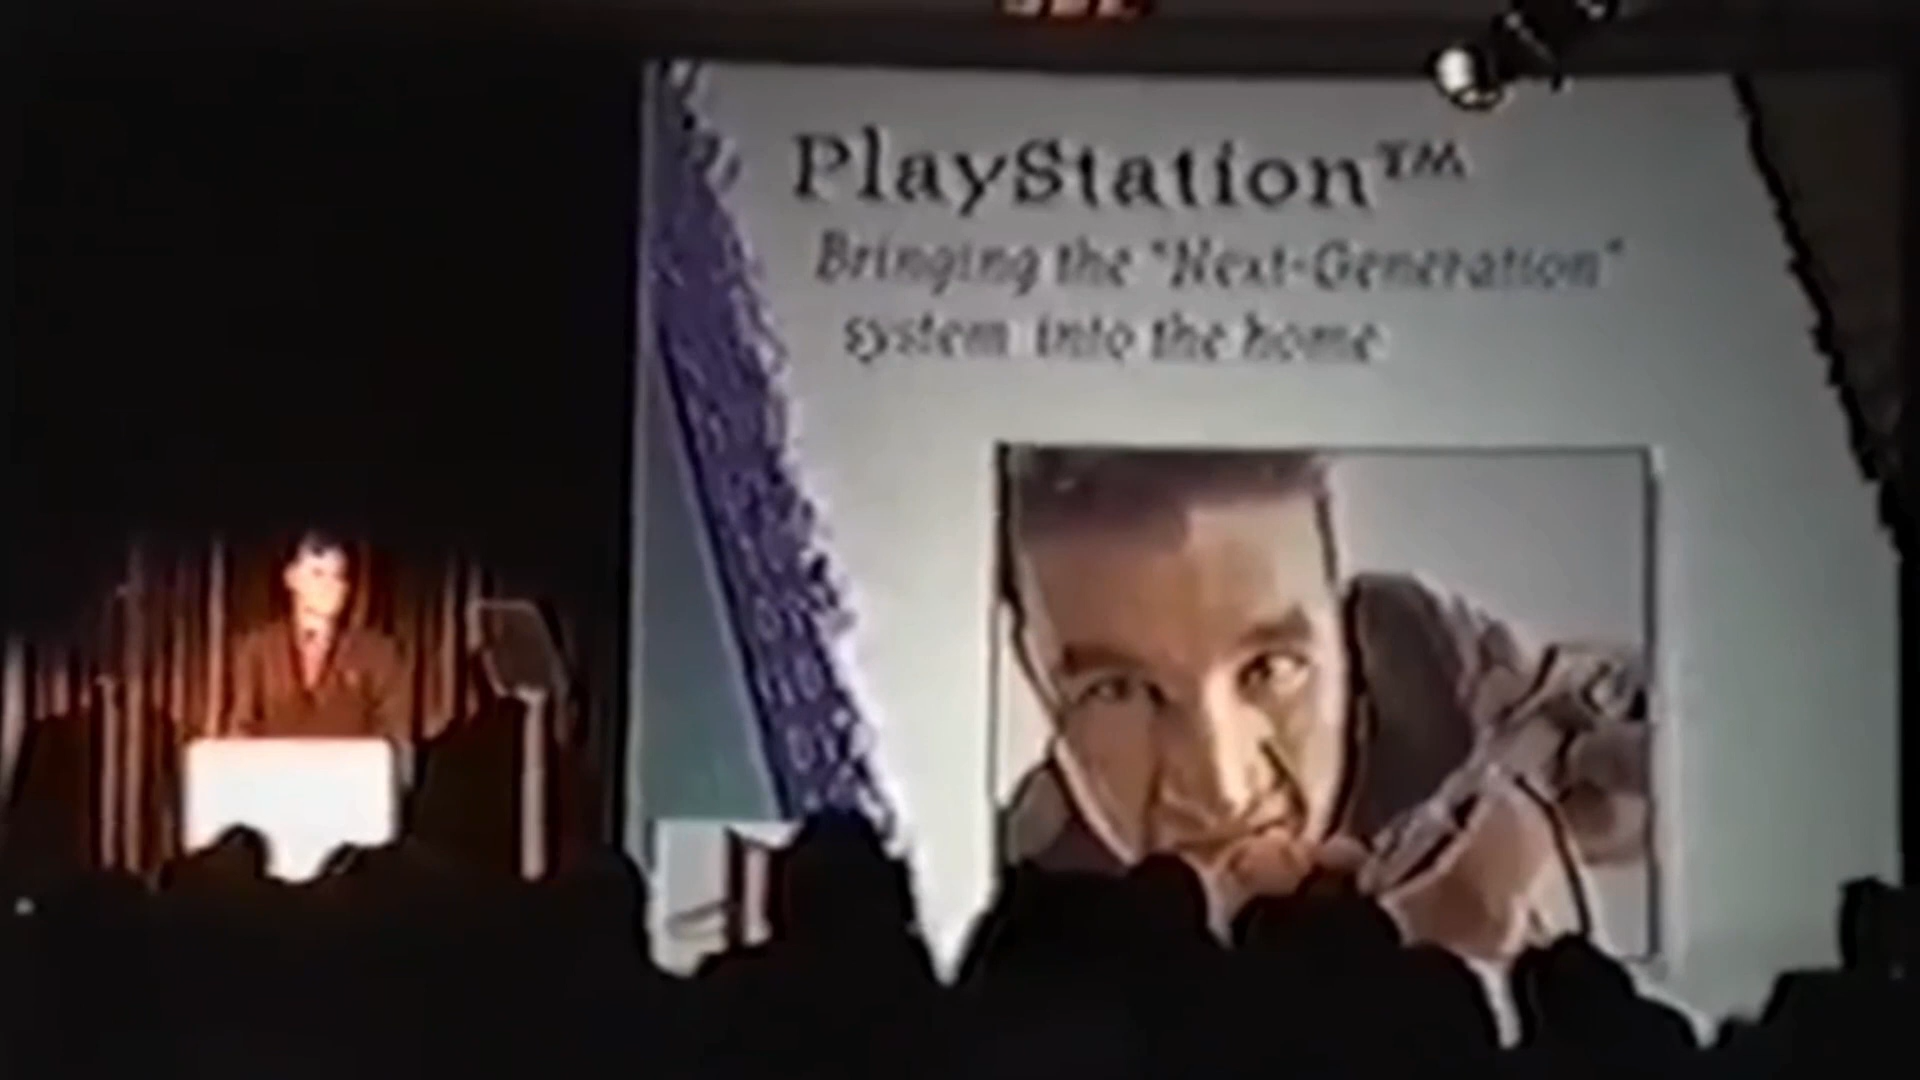 PlayStation™
Bringing the "Next-Generation"
system into the home